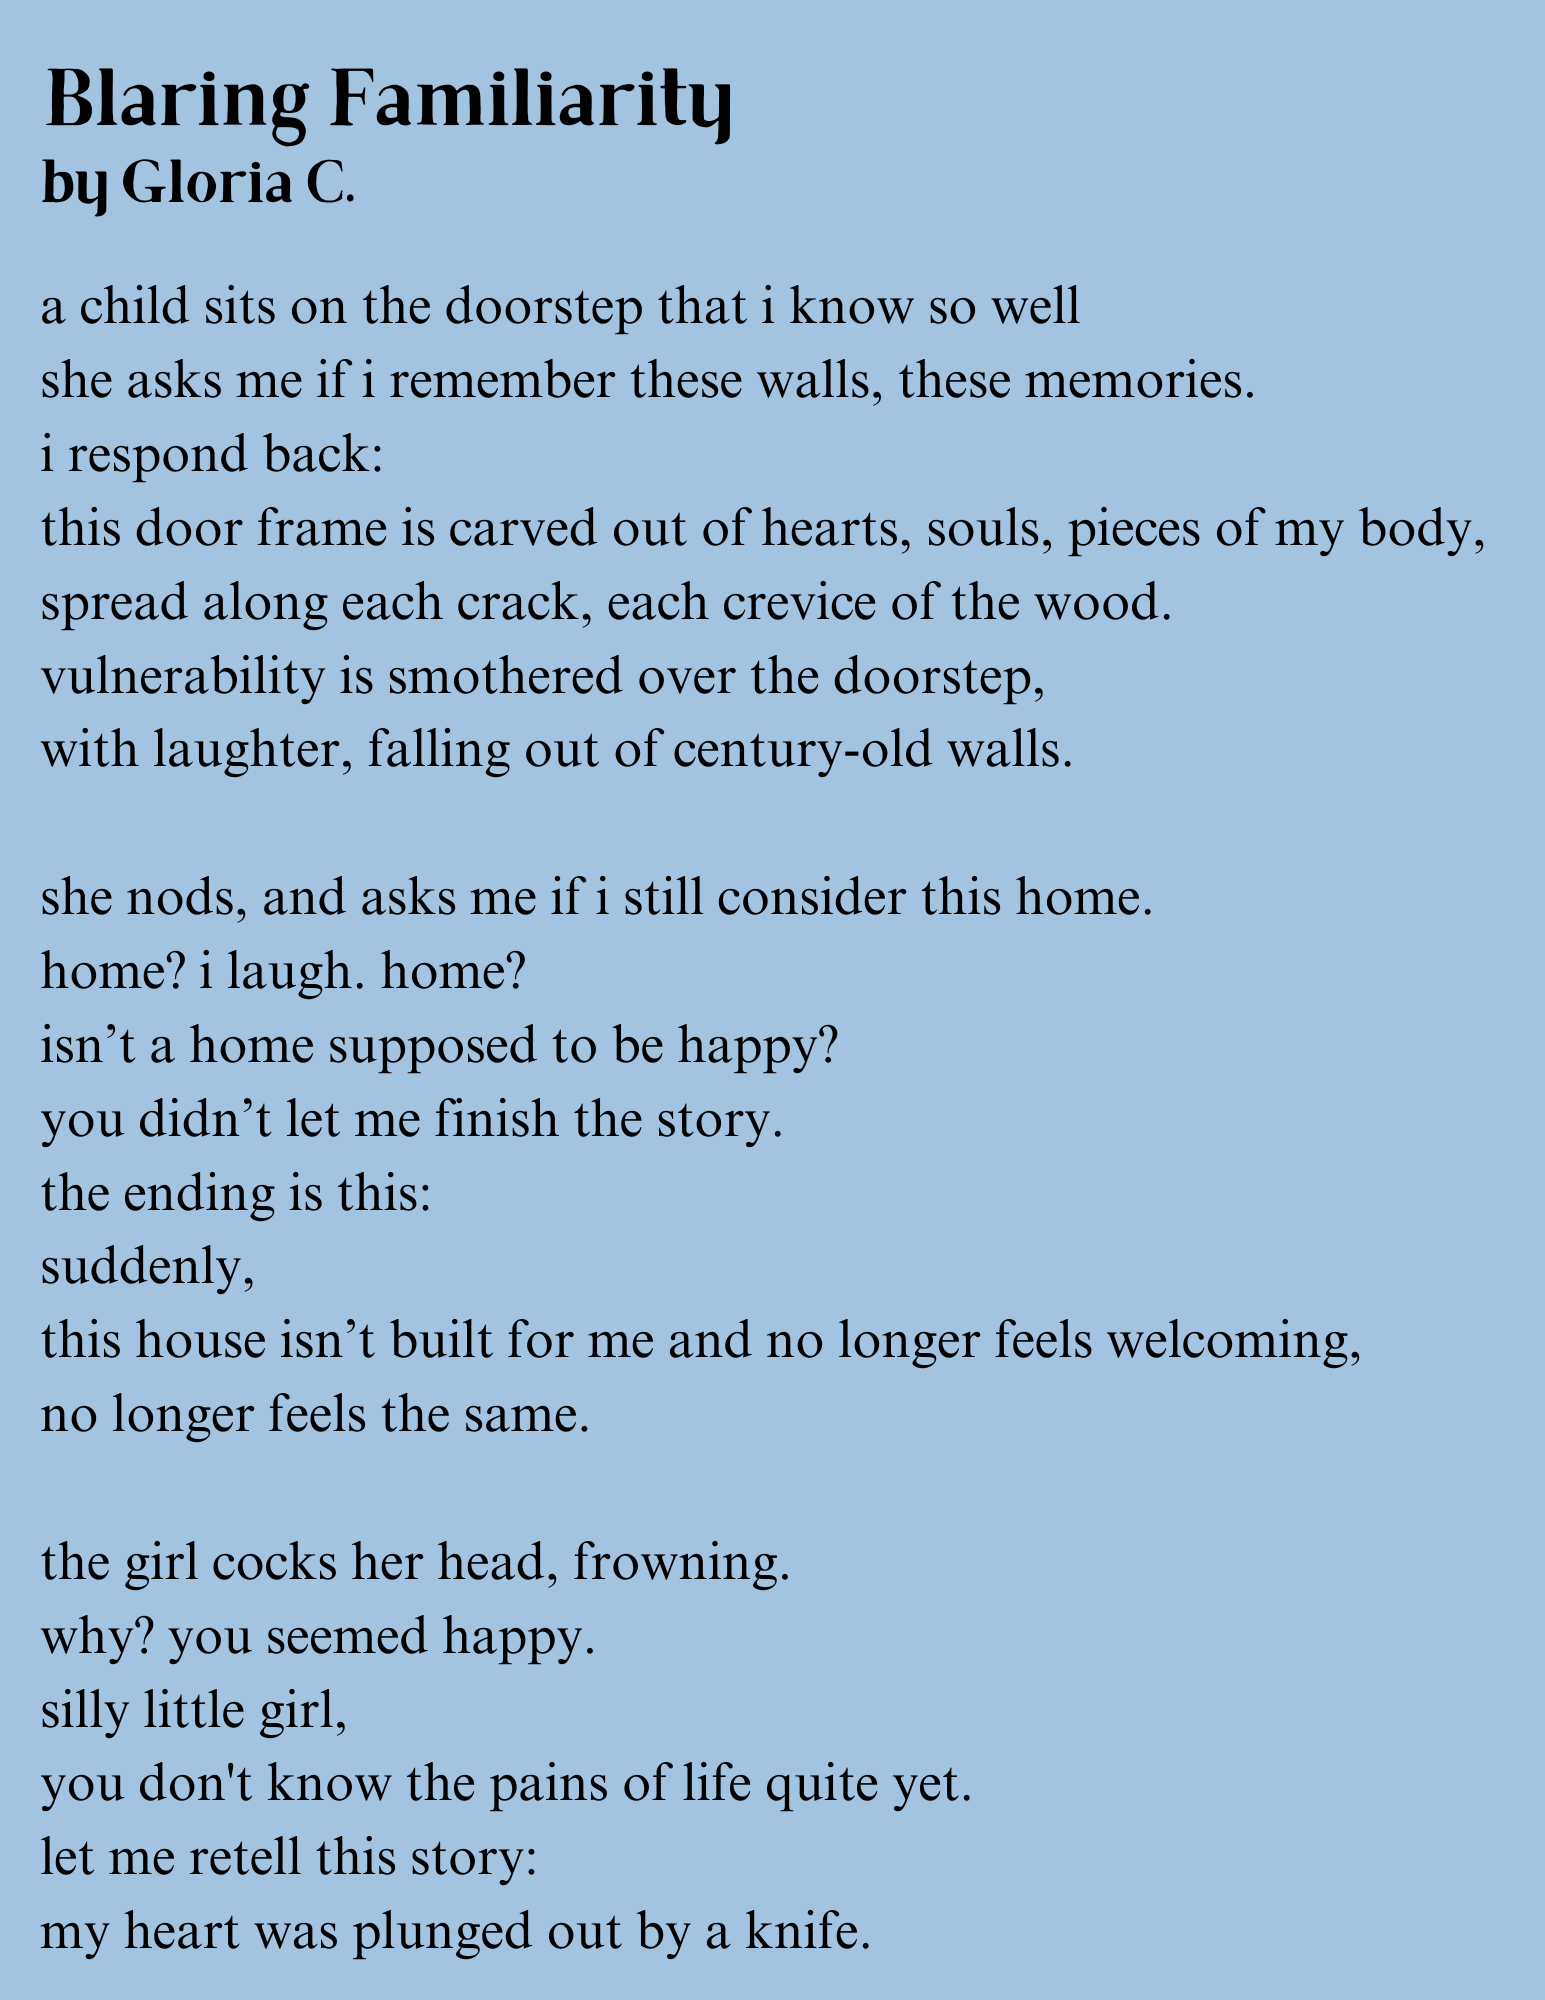 Blaring Familiarity
by Gloria C.
a child sits on the doorstep that i know so well
she asks me if i remember these walls, these memories.
i respond back:
this door frame is carved out of hearts, souls, pieces of my body,
spread along each crack, each crevice of the wood.
vulnerability is smothered over the doorstep,
with laughter, falling out of century-old walls.
she nods, and asks me if i still consider this home.
home? i laugh. home?
isn’t a home supposed to be happy?
you didn’t let me finish the story.
the ending is this:
suddenly,
this house isn’t built for me and no longer feels welcoming,
no longer feels the same.
the girl cocks her head, frowning.
why? you seemed happy.
silly little girl,
you don't know the pains of life quite yet.
let me retell this story:
my heart was plunged out by a knife.